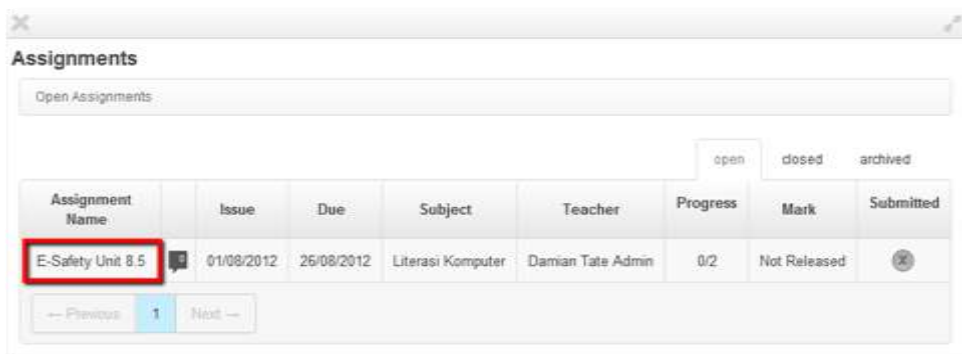 Assignments
Open Assignments
open closed archived
Assignment Name Issue Due Subject Teacher Progress Mark Submitted
E-Safety Unit 8.5 01/08/2012 26/08/2012 Literasi Komputer Damian Tate Admin 0/2 Not Released
← Previous 1 Next →